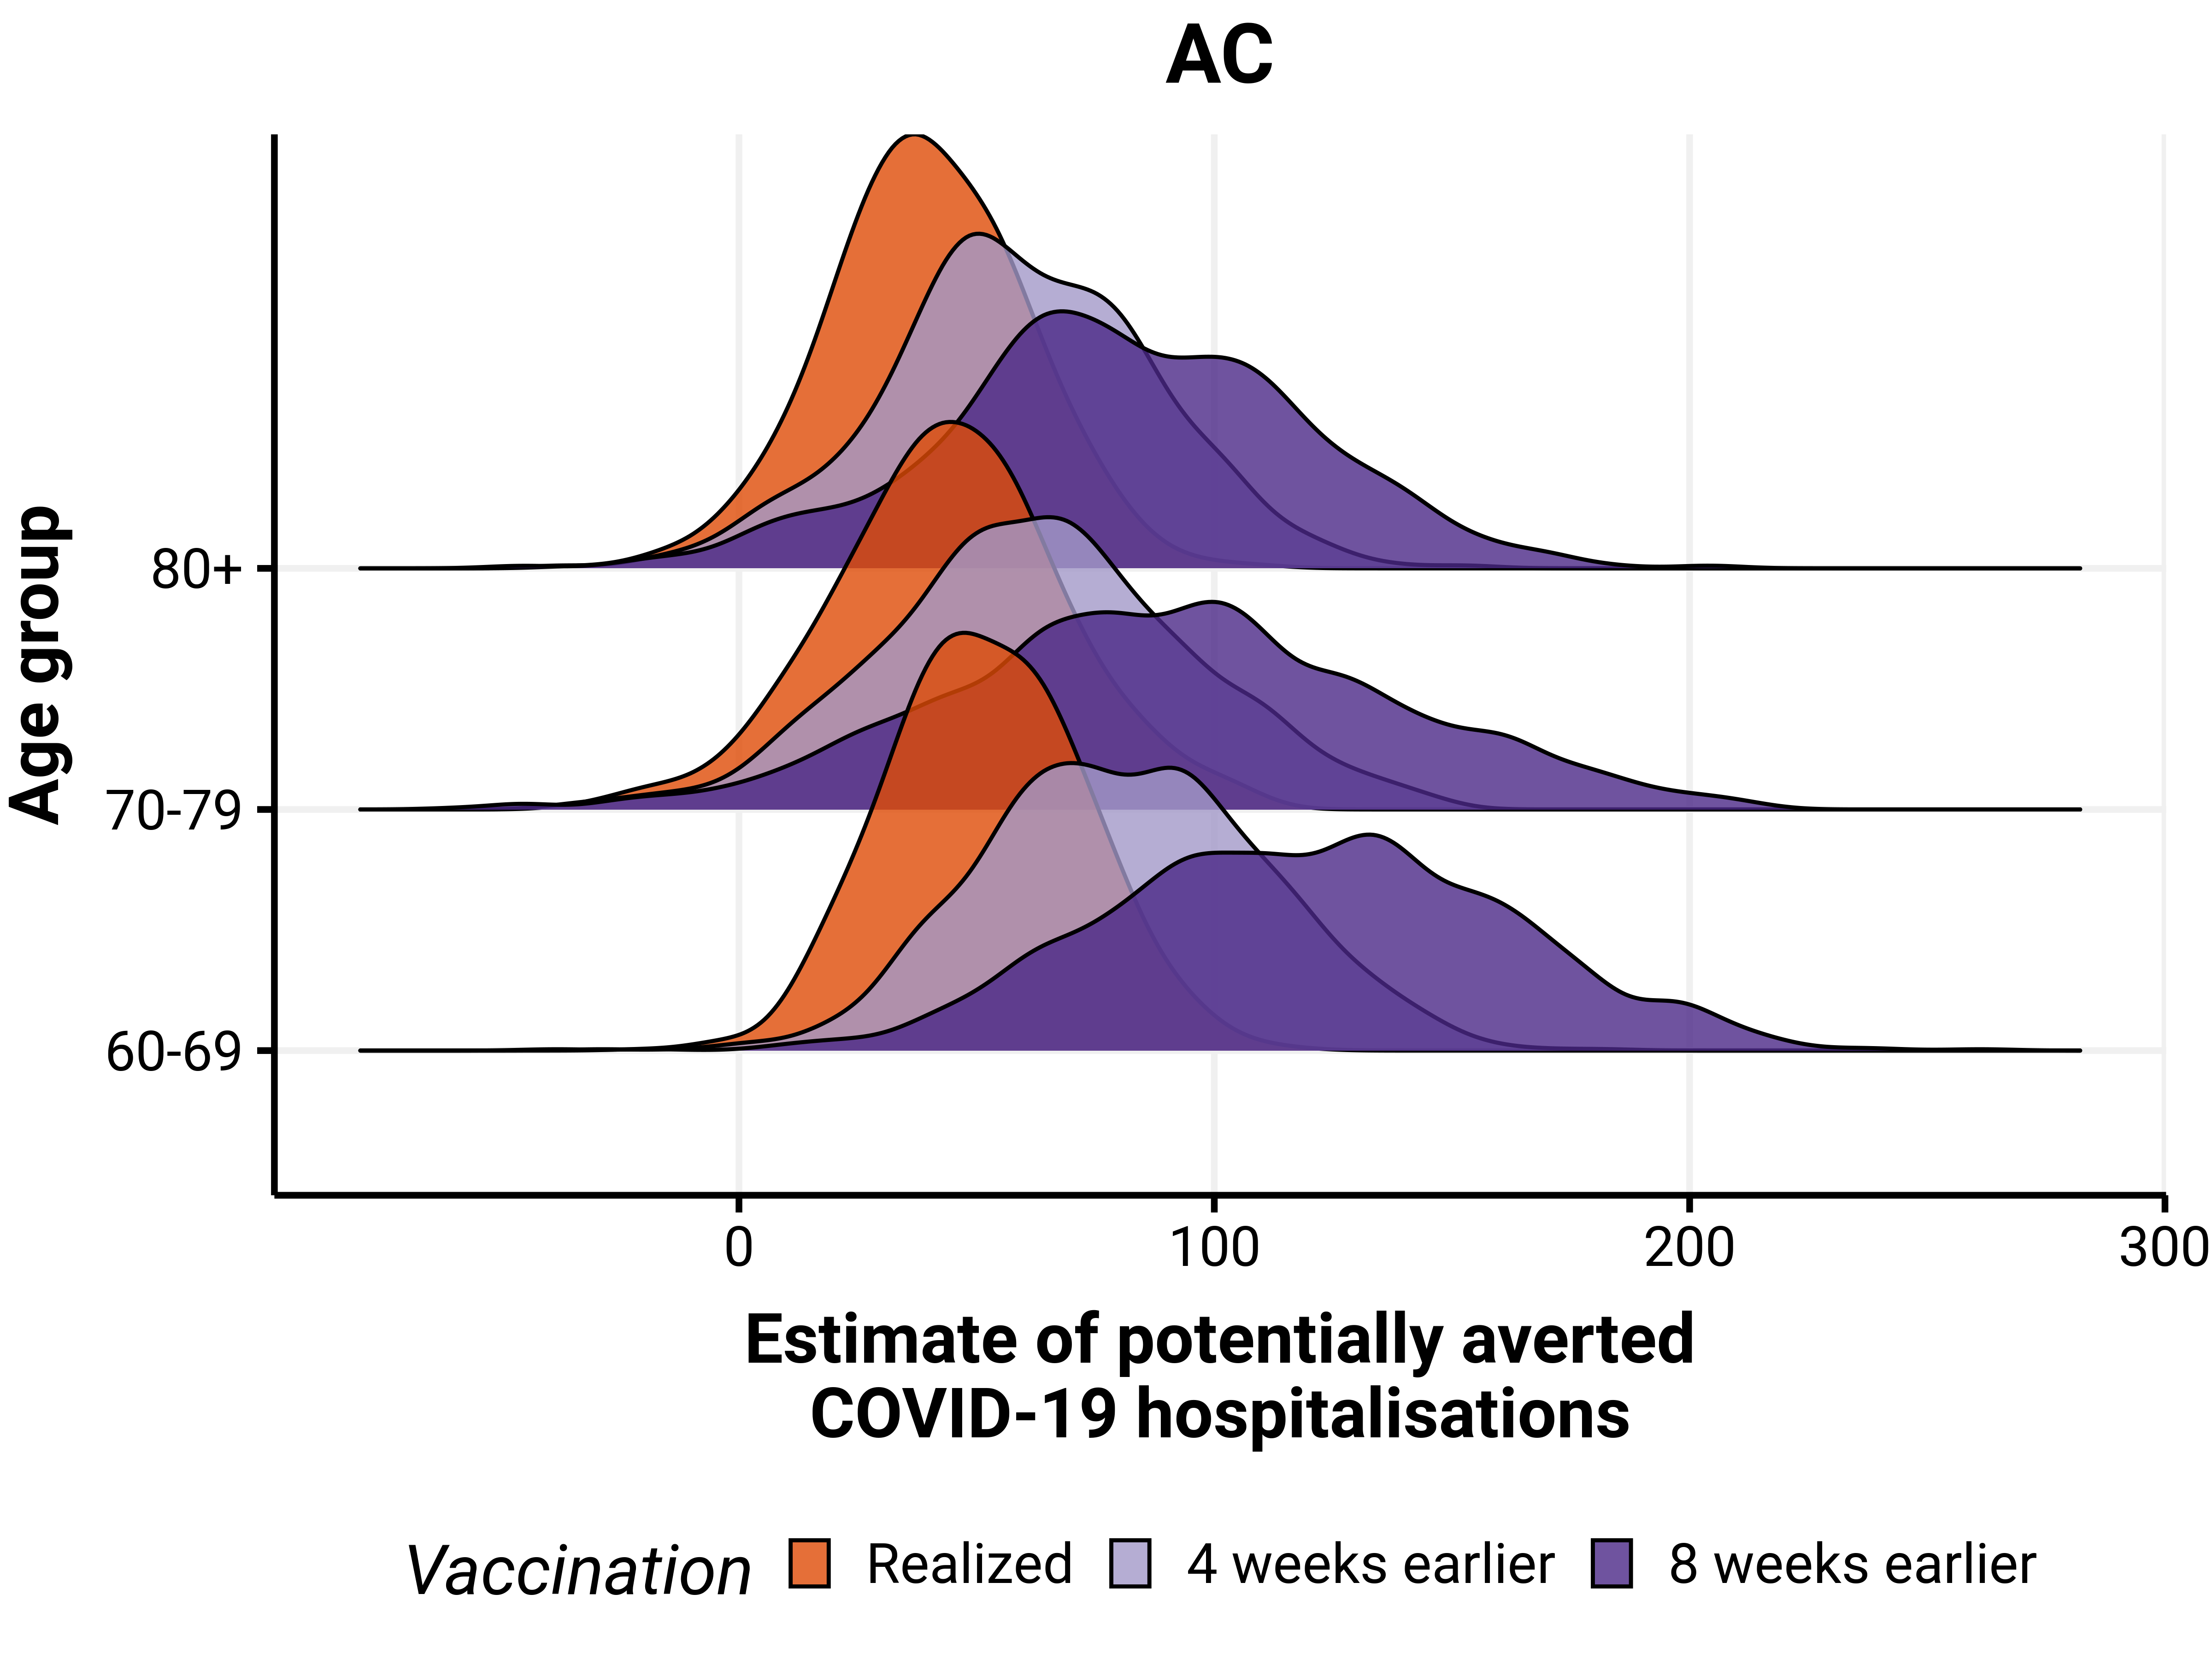 AC
Age group
80+
70-79
60-69
0 100 200 300
Estimate of potentially averted
COVID-19 hospitalisations
Vaccination Realized 4 weeks earlier 8 weeks earlier